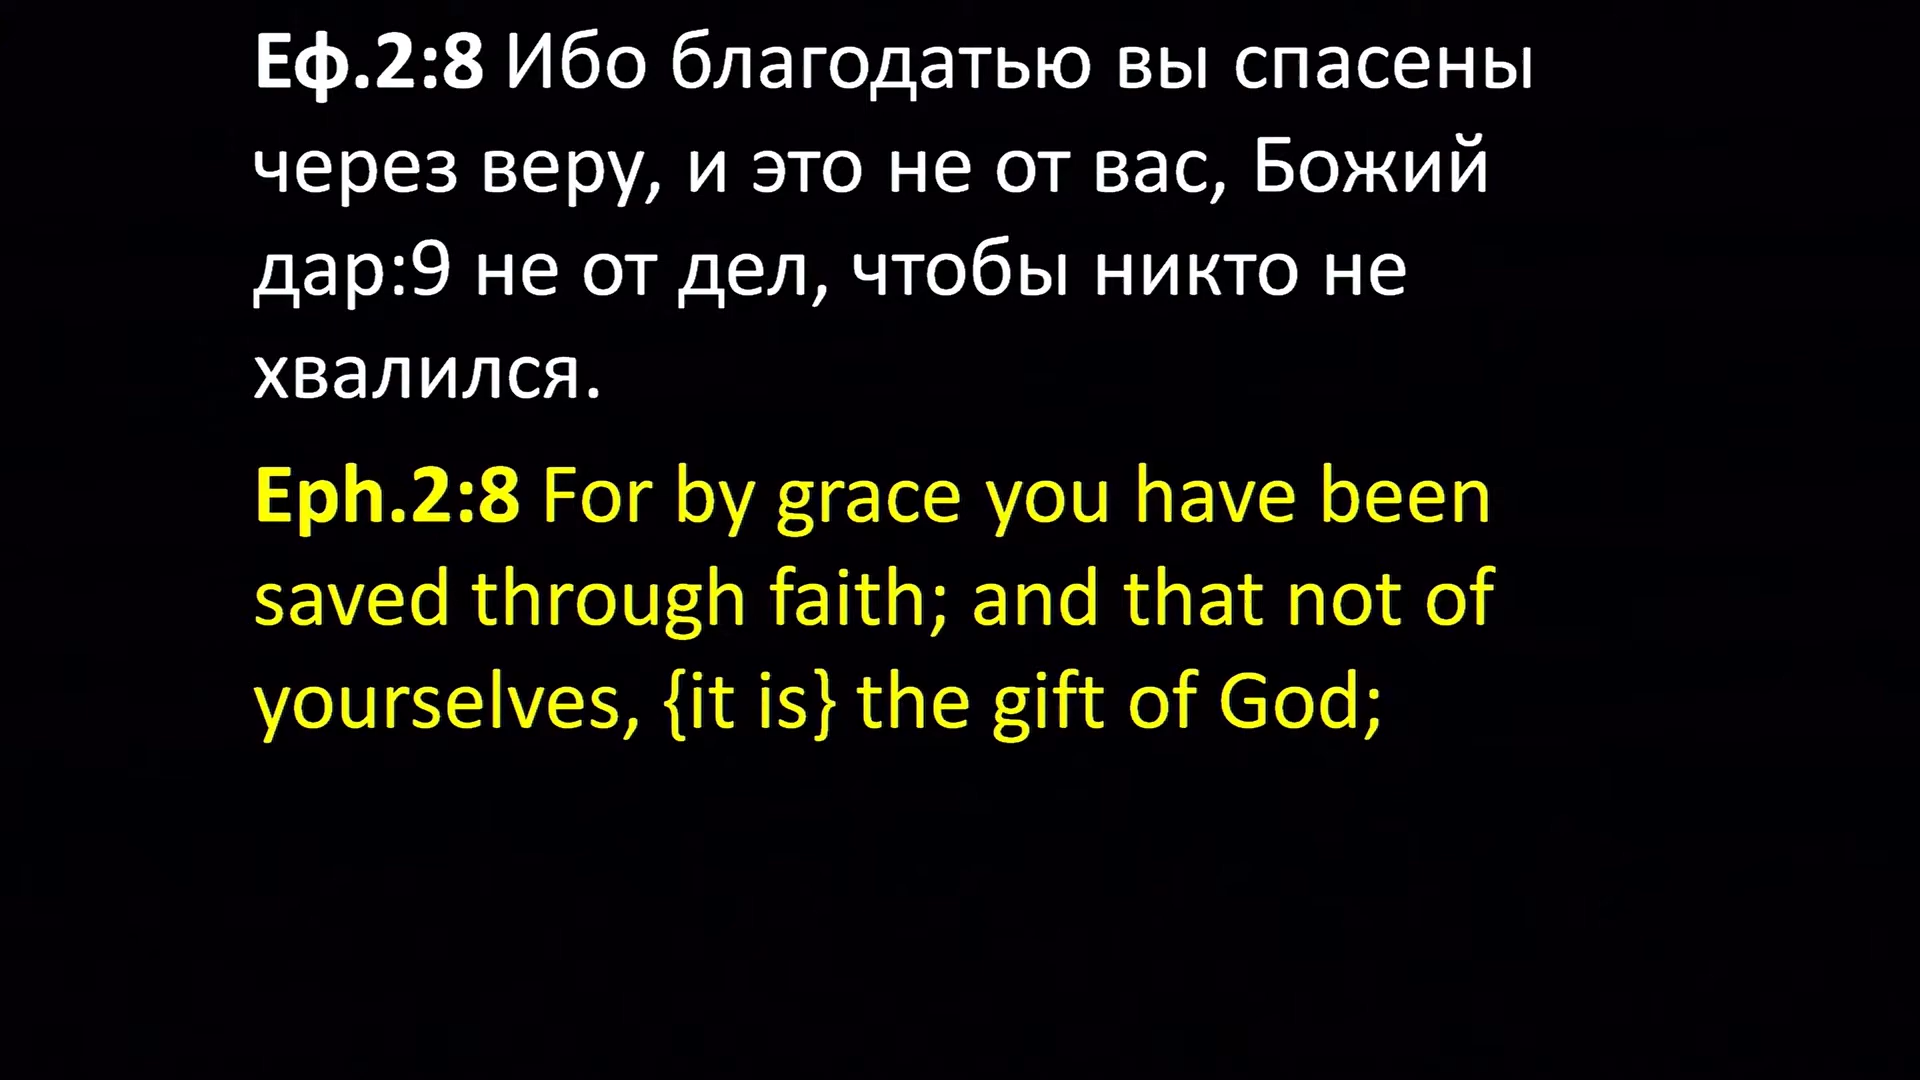 Еф.2:8 Ибо благодатью вы спасены
через веру, и это не от вас, Божий
дар:9 не от дел, чтобы никто не
хвалился.
Eph.2:8 For by grace you have been
saved through faith; and that not of
yourselves, {it is} the gift of God;